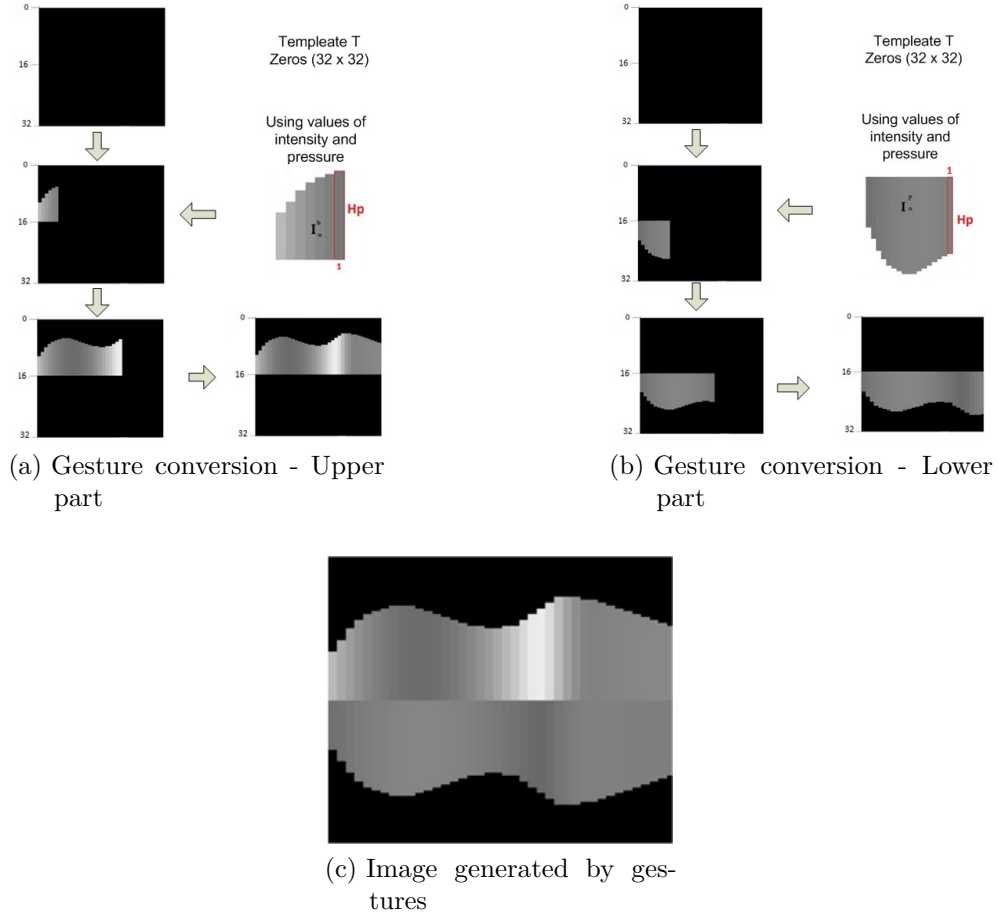 0
16
32
Templeate T
Zeros (32 x 32)
0
16
32
Using values of
intensity and
pressure
Hp
1
0
16
32
0
16
32
(a) Gesture conversion - Upper
part
0
16
32
Templeate T
Zeros (32 x 32)
0
16
32
Using values of
intensity and
pressure
1
Hp
0
16
32
0
16
32
(b) Gesture conversion - Lower
part
(c) Image generated by ges-
tures